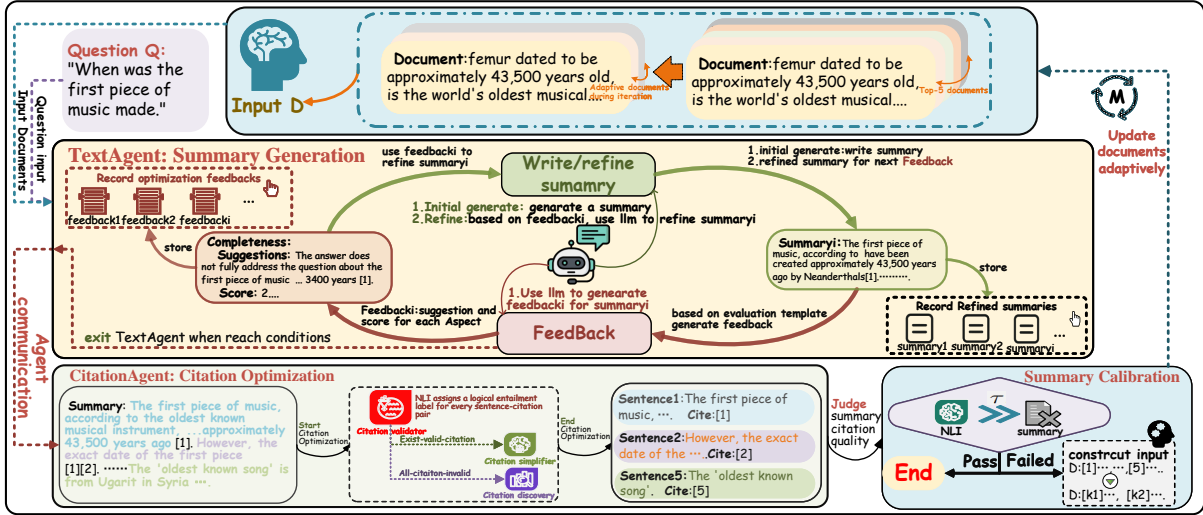 Question Q:
"When was the
first piece of
music made."
Input D
Document:femur dated to be
approximately 43,500 years old,
is the world's oldest musical....
Adaptive documents
during iteration
Document:femur dated to be
approximately 43,500 years old,
is the world's oldest musical....
Top-5 documents
M
Update
documents
adaptively
Question input
Input Documents
TextAgent: Summary Generation
Record optimization feedbacks
feedback1
feedback2
feedbacki
...
store
use feedbacki to
refine summaryi
Write/refine
sumamry
1.initial generate:write summary
2.refined summary for next Feedback
1.Initial generate: genarate a summary
2.Refine:based on feedbacki, use llm to refine summaryi
Completeness:
Suggestions: The answer does
not fully address the question about the
first piece of music ... 3400 years [1].
Score: 2....
Summaryi:The first piece of
music, according to have been
created approximately 43,500 years
ago by Neanderthals[1].………
store
1.Use llm to genearate
feedbacki for summaryi
Feedbacki:suggestion and
score for each Aspect
FeedBack
based on evaluation template
generate feedback
Record Refined summaries
summary1
summary2
summaryi
...
exit TextAgent when reach conditions
Agent
communication
CitationAgent: Citation Optimization
Summary: The first piece of music,
according to the oldest known
musical instrument, ...approximately
43,500 years ago [1]. However, the
exact date of the first piece
[1][2]. ……The 'oldest known song' is
from Ugarit in Syria ….
Start
Citation
Optimization
NLI assigns a logical entailment
label for every sentence-citation
pair
Citation validator
Exist-valid-citation
Citation simplifier
All-citaiton-invalid
Citation discovery
End
Citation
Optimization
Sentence1:The first piece of
music, …. Cite:[1]
Sentence2:However, the exact
date of the ….Cite:[2]
Sentence5:The 'oldest known
song'. Cite:[5]
Judge
summary
citation
quality
Summary Calibration
NLI
τ
summary
End
Pass
Failed
constrcut input
D:[1]……,[5]…..
D:[k1]…, [k2]….